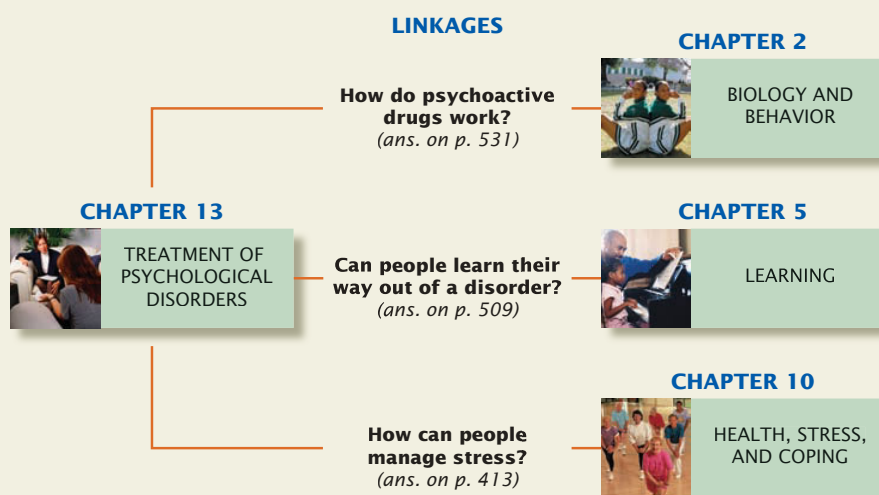 LINKAGES
CHAPTER 2
How do psychoactive
drugs work?
(ans. on p. 531)
BIOLOGY AND
BEHAVIOR
CHAPTER 13
TREATMENT OF
PSYCHOLOGICAL
DISORDERS
Can people learn their
way out of a disorder?
(ans. on p. 509)
CHAPTER 5
LEARNING
CHAPTER 10
How can people
manage stress?
(ans. on p. 413)
HEALTH, STRESS,
AND COPING